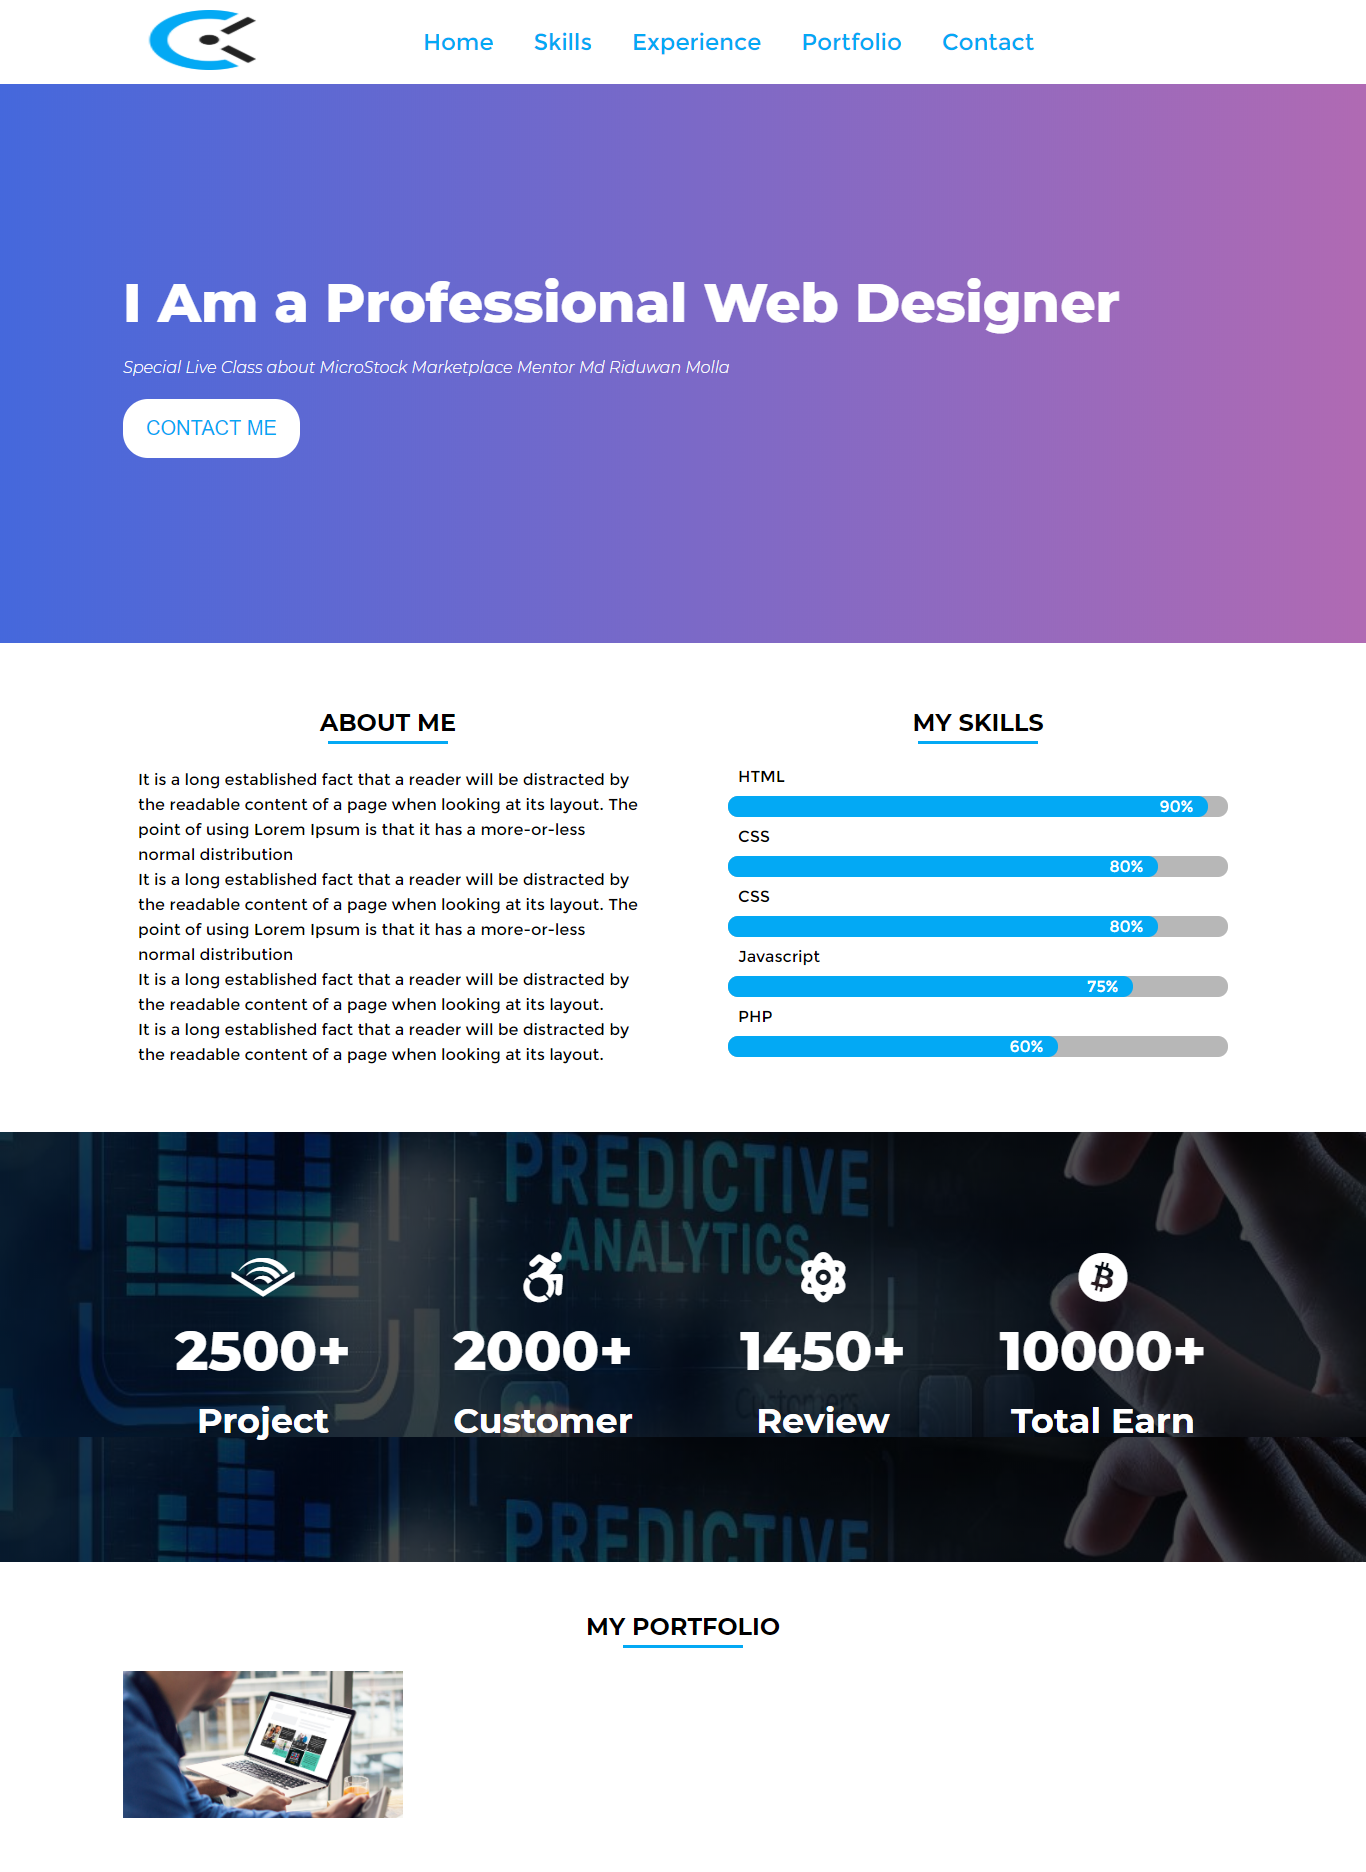 Home Skills Experience Portfolio Contact
I Am a Professional Web Designer
Special Live Class about MicroStock Marketplace Mentor Md Riduwan Molla
CONTACT ME
ABOUT ME
It is a long established fact that a reader will be distracted by
the readable content of a page when looking at its layout. The
point of using Lorem Ipsum is that it has a more-or-less
normal distribution
It is a long established fact that a reader will be distracted by
the readable content of a page when looking at its layout. The
point of using Lorem Ipsum is that it has a more-or-less
normal distribution
It is a long established fact that a reader will be distracted by
the readable content of a page when looking at its layout.
It is a long established fact that a reader will be distracted by
the readable content of a page when looking at its layout.
MY SKILLS
HTML
90%
CSS
80%
CSS
80%
Javascript
75%
PHP
60%
PREDICTIVE
ANALYTICS
2500+ 2000+ 1450+ 10000+
Customers
Project Customer Review Total Earn
PREDICTIVE
MY PORTFOLIO